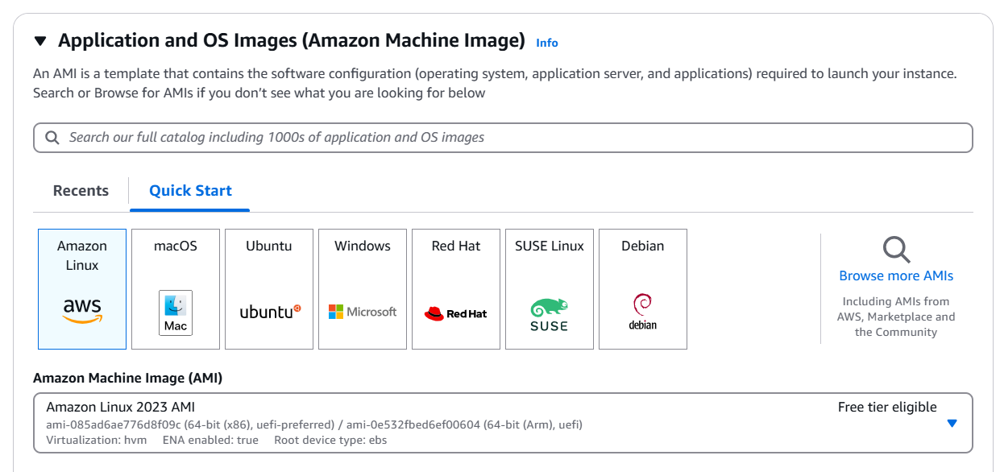 Application and OS Images (Amazon Machine Image) Info
An AMI is a template that contains the software configuration (operating system, application server, and applications) required to launch your instance.
Search or Browse for AMIs if you don’t see what you are looking for below
Search our full catalog including 1000s of application and OS images
Recents
Quick Start
Amazon
Linux
aws
macOS
Mac
Ubuntu
ubuntu
Windows
Microsoft
Red Hat
Red Hat
SUSE Linux
SUSE
Debian
debian
Browse more AMIs
Including AMIs from
AWS, Marketplace and
the Community
Amazon Machine Image (AMI)
Amazon Linux 2023 AMI
Free tier eligible
ami-085ad6ae776d8f09c (64-bit (x86), uefi-preferred) / ami-0e532fbed6ef00604 (64-bit (Arm), uefi)
Virtualization: hvm ENA enabled: true Root device type: ebs